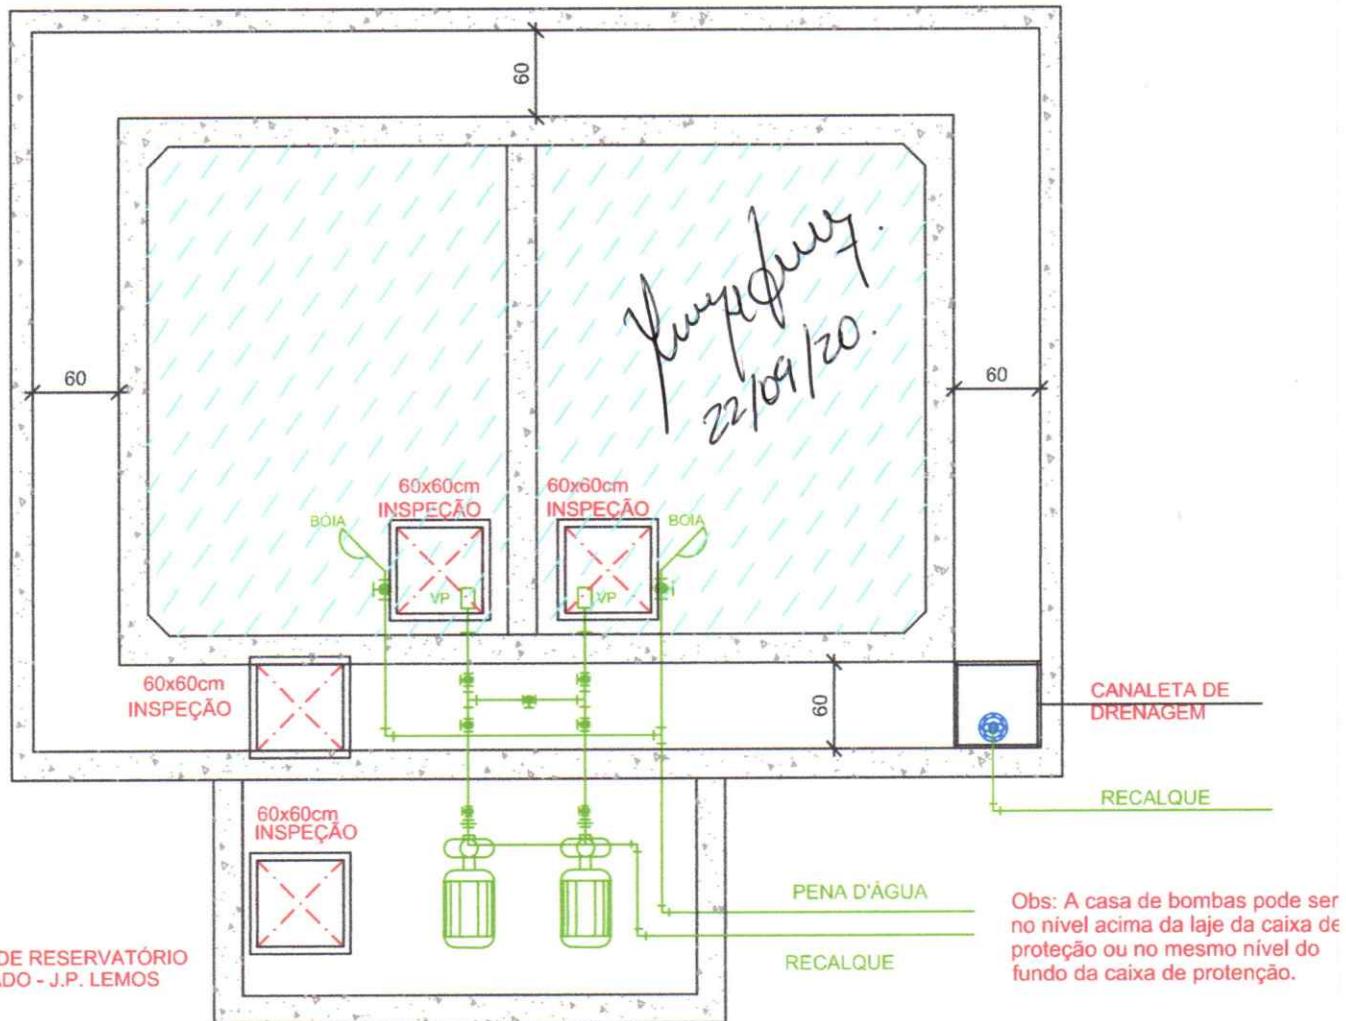 60
60
60
22/09/20.
60x60cm
INSPEÇÃO
60x60cm
INSPEÇÃO
BÓIA
BOIA
VP
VP
60x60cm
INSPEÇÃO
60
CANALETA DE
DRENAGEM
RECALQUE
60x60cm
INSPEÇÃO
PENA D'ÁGUA
RECALQUE
DE RESERVATÓRIO
ADO - J.P. LEMOS
Obs: A casa de bombas pode ser
no nível acima da laje da caixa de
proteção ou no mesmo nível do
fundo da caixa de protenção.